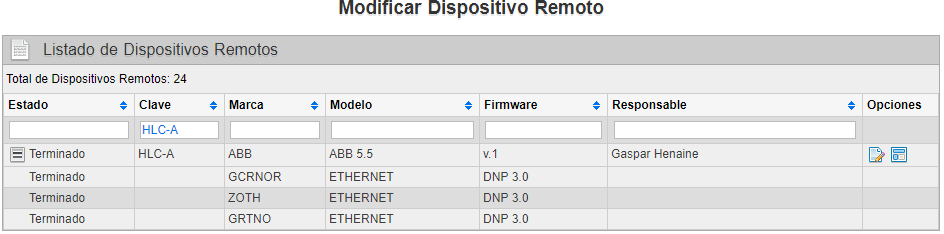 Modificar Dispositivo Remoto
Listado de Dispositivos Remotos
Total de Dispositivos Remotos: 24
Estado Clave Marca Modelo Firmware Responsable Opciones
HLC-A
Terminado HLC-A ABB ABB 5.5 v.1 Gaspar Henaine
Terminado GCRNOR ETHERNET DNP 3.0
Terminado ZOTH ETHERNET DNP 3.0
Terminado GRTNO ETHERNET DNP 3.0